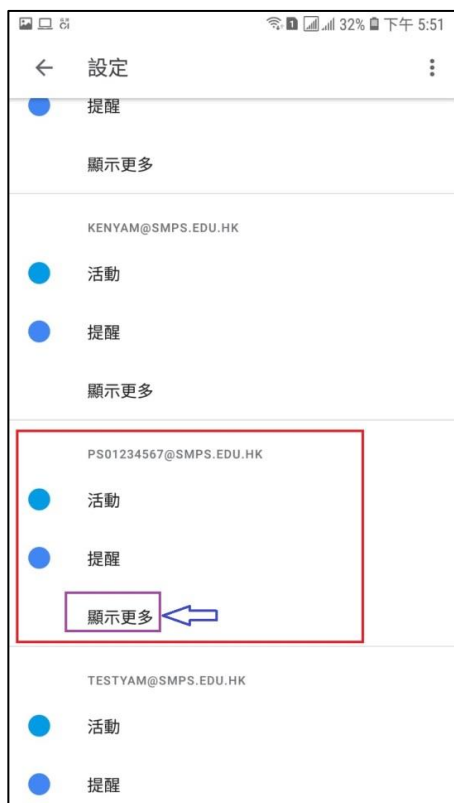 32% 下午 5:51
設定
提醒
顯示更多
KENYAM@SMPS.EDU.HK
活動
提醒
顯示更多
PS01234567@SMPS.EDU.HK
活動
提醒
顯示更多
TESTYAM@SMPS.EDU.HK
活動
提醒